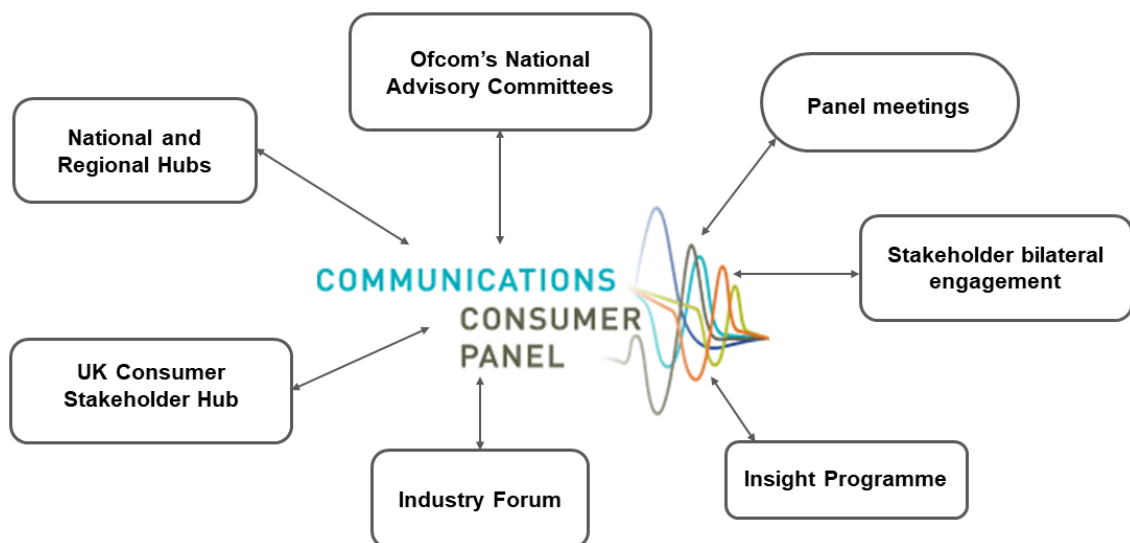 Ofcom’s National
Advisory Committees
Panel meetings
National and
Regional Hubs
Stakeholder bilateral
engagement
COMMUNICATIONS
CONSUMER
PANEL
UK Consumer
Stakeholder Hub
Industry Forum
Insight Programme